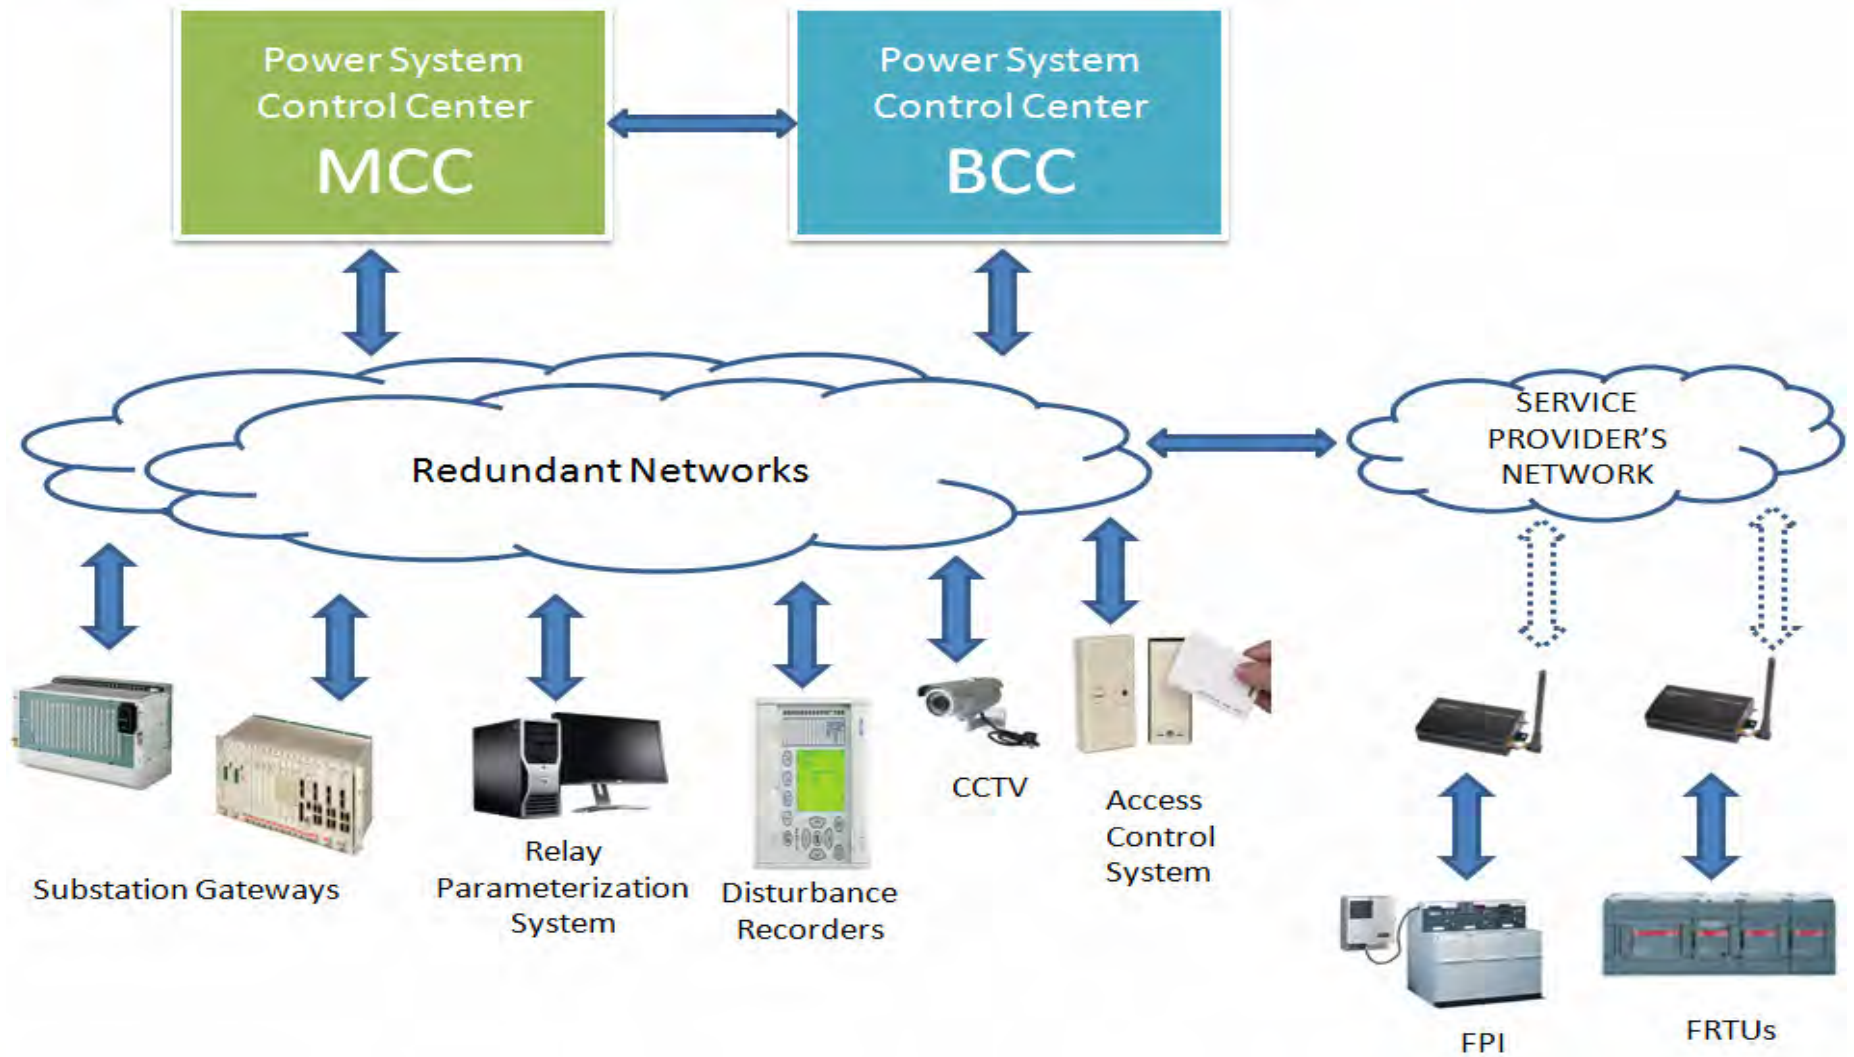 Power System
Control Center
MCC
Power System
Control Center
BCC
Redundant Networks
SERVICE
PROVIDER'S
NETWORK
Substation Gateways
Relay
Parameterization
System
Disturbance
Recorders
CCTV
Access
Control
System
FPI
FRTUs